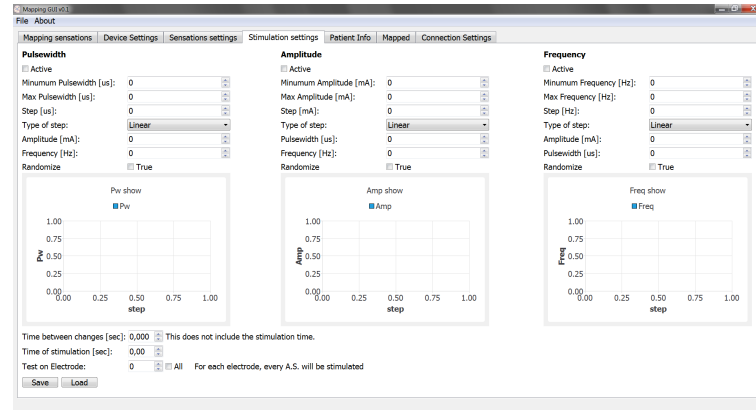 Mapping GUI v0.1
File About
Mapping sensations Device Settings Sensations settings Stimulation settings Patient Info Mapped Connection Settings
Pulsewidth Amplitude Frequency
Active Active Active
Minumum Pulsewidth [us]: 0 Minumum Amplitude [mA]: 0 Minumum Frequency [Hz]: 0
Max Pulsewidth [us]: 0 Max Amplitude [mA]: 0 Max Frequency [Hz]: 0
Step [us]: 0 Step [mA]: 0 Step [Hz]: 0
Type of step: Linear Type of step: Linear Type of step: Linear
Amplitude [mA]: 0 Pulsewidth [us]: 0 Amplitude [mA]: 0
Frequency [Hz]: 0 Frequency [Hz]: 0 Pulsewidth [us]: 0
Randomize True Randomize True Randomize True
Pw show Amp show Freq show
Pw Amp Freq
1.00 1.00 1.00
0.75 0.75 0.75
Pw 0.50 Amp 0.50 Freq 0.50
0.25 0.25 0.25
0.00 0.00 0.00
0.00 0.25 0.50 0.75 1.00 0.00 0.25 0.50 0.75 1.00 0.00 0.25 0.50 0.75 1.00
step step step
Time between changes [sec]: 0,000 This does not include the stimulation time.
Time of stimulation [sec]: 0,00
Test on Electrode: 0 All For each electrode, every A.S. will be stimulated
Save Load